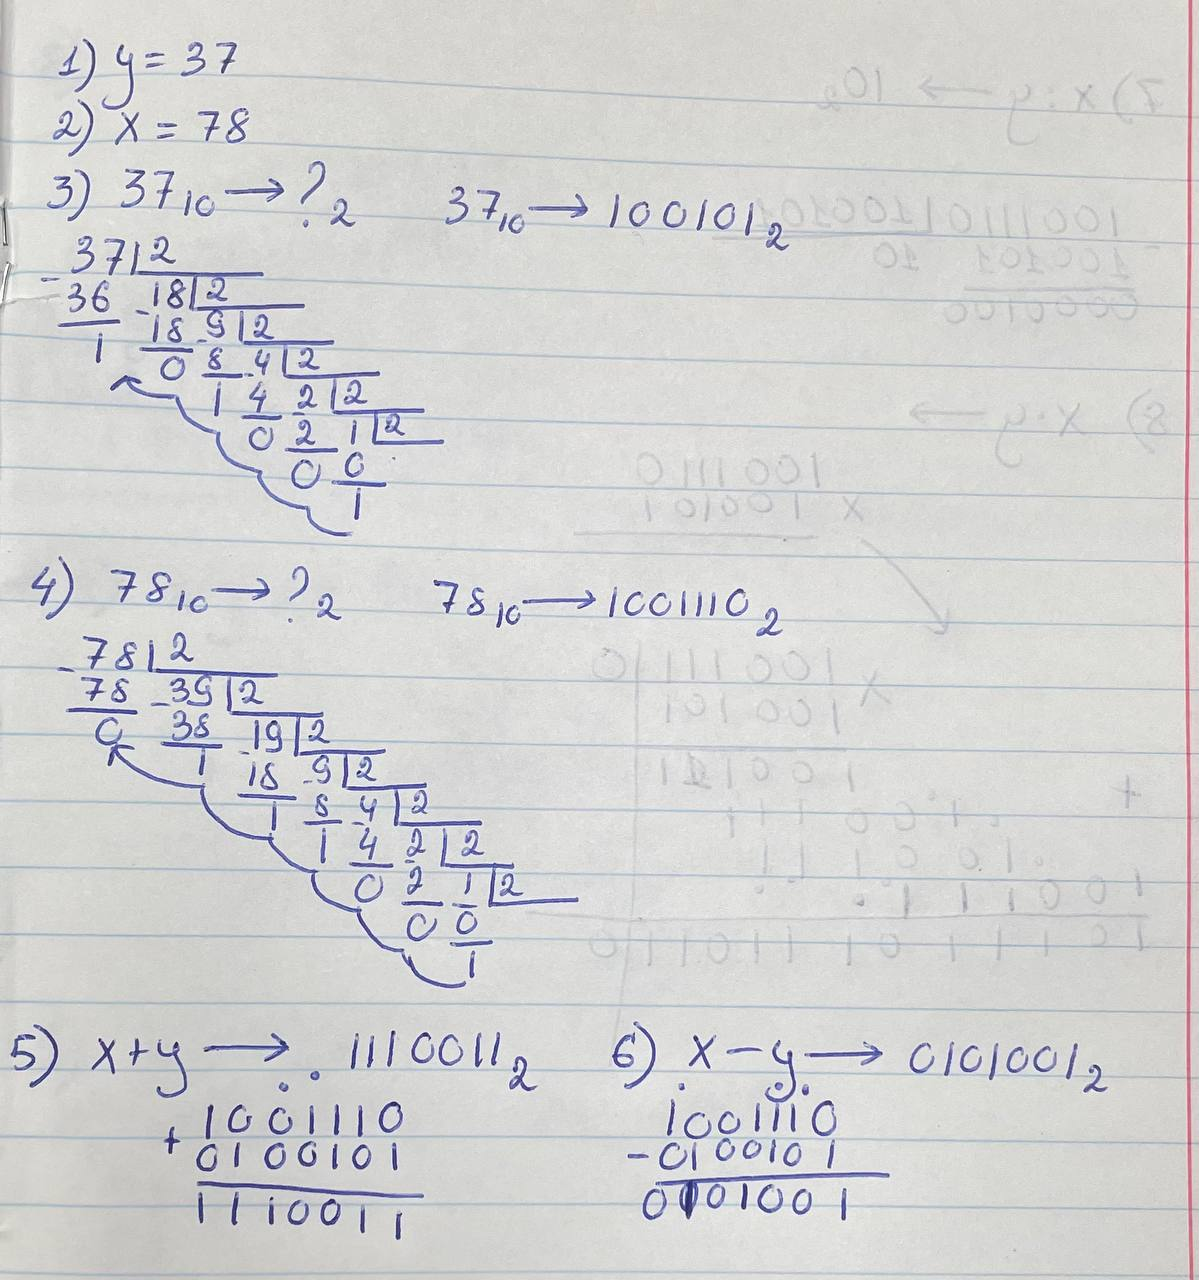 1) y = 37
2) x = 78
3) 37₁₀ → ?₂ 37₁₀ → 100101₂
- 37 2
36 - 18 2
1 18 - 9 2
0 8 - 4 2
1 4 2 2
0 2 1 2
0 0
1
4) 78₁₀ → ?₂ 78₁₀ → 1001110₂
- 78 2
78 - 39 2
0 38 - 19 2
1 18 - 9 2
1 8 - 4 2
1 4 2 2
0 2 1 2
0 0
1
5) x + y → 1110011₂ 6) x - y → 0101001₂
1001110 1001110
+ 0100101 - 0100101
1110011 0101001